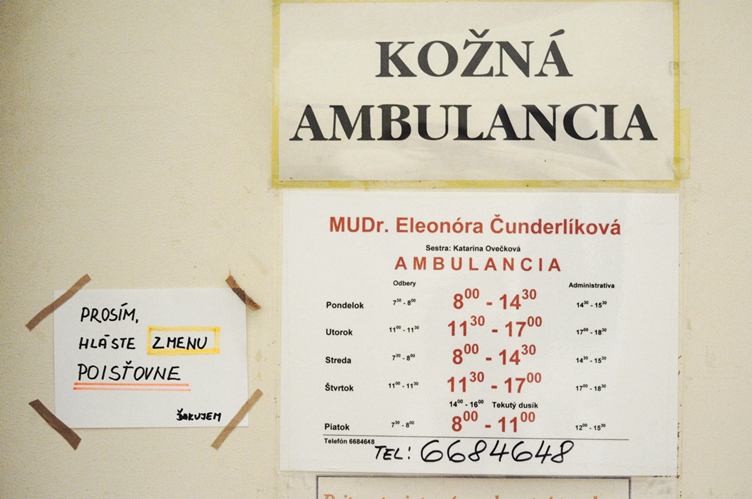 KOŽNÁ
AMBULANCIA
MUDr. Eleonóra Čunderlíková
Sestra: Katarina Ovečková
AMBULANCIA
Odbery Administratíva
Pondelok 7³⁰ - 8⁰⁰ 8⁰⁰ - 14³⁰ 14³⁰ - 15³⁰
Utorok 11⁰⁰ - 11³⁰ 11³⁰ - 17⁰⁰ 17⁰⁰ - 18³⁰
Streda 7³⁰ - 8⁰⁰ 8⁰⁰ - 14³⁰ 14³⁰ - 15³⁰
Štvrtok 11⁰⁰ - 11³⁰ 11³⁰ - 17⁰⁰ 17⁰⁰ - 18³⁰
14⁰⁰ - 16⁰⁰ Tekutý dusík
Piatok 7³⁰ - 8⁰⁰ 8⁰⁰ - 11⁰⁰ 12⁰⁰ - 15³⁰
Telefón 6684648
TEL: 6684648
PROSÍM,
HLÁSTE ZMENU
POISŤOVNE
ĎAKUJEM